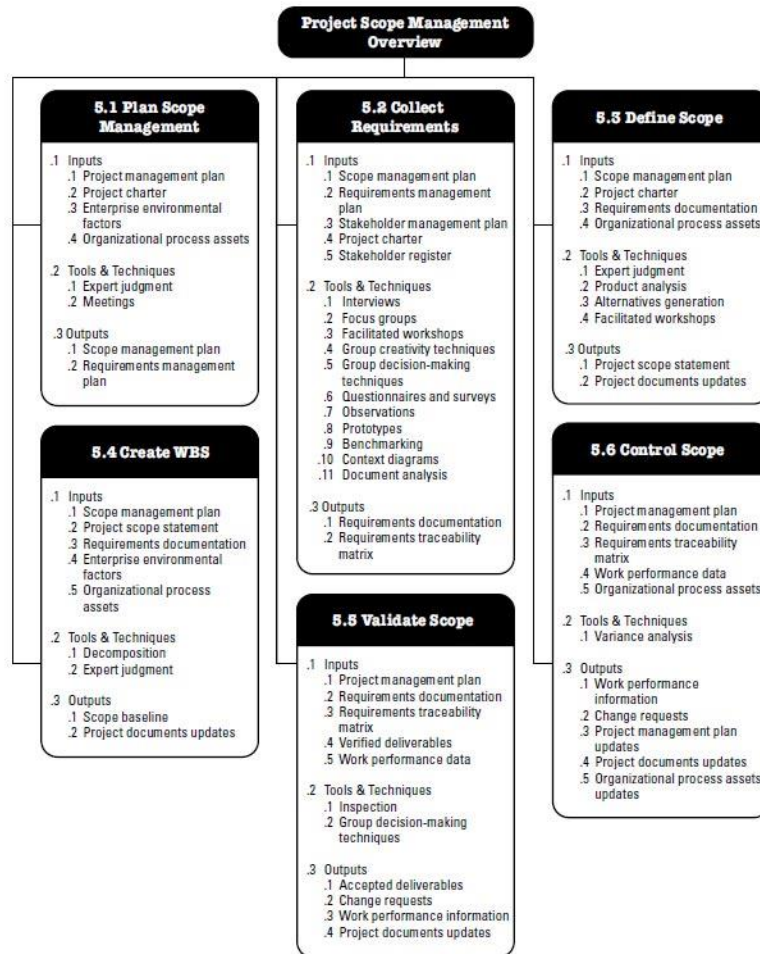 Project Scope Management
Overview
5.1 Plan Scope
Management
.1 Inputs
.1 Project management plan
.2 Project charter
.3 Enterprise environmental
factors
.4 Organizational process assets
.2 Tools & Techniques
.1 Expert judgment
.2 Meetings
.3 Outputs
.1 Scope management plan
.2 Requirements management
plan
5.2 Collect
Requirements
.1 Inputs
.1 Scope management plan
.2 Requirements management
plan
.3 Stakeholder management plan
.4 Project charter
.5 Stakeholder register
.2 Tools & Techniques
.1 Interviews
.2 Focus groups
.3 Facilitated workshops
.4 Group creativity techniques
.5 Group decision-making
techniques
.6 Questionnaires and surveys
.7 Observations
.8 Prototypes
.9 Benchmarking
.10 Context diagrams
.11 Document analysis
.3 Outputs
.1 Requirements documentation
.2 Requirements traceability
matrix
5.3 Define Scope
.1 Inputs
.1 Scope management plan
.2 Project charter
.3 Requirements documentation
.4 Organizational process assets
.2 Tools & Techniques
.1 Expert judgment
.2 Product analysis
.3 Alternatives generation
.4 Facilitated workshops
.3 Outputs
.1 Project scope statement
.2 Project documents updates
5.4 Create WBS
.1 Inputs
.1 Scope management plan
.2 Project scope statement
.3 Requirements documentation
.4 Enterprise environmental
factors
.5 Organizational process
assets
.2 Tools & Techniques
.1 Decomposition
.2 Expert judgment
.3 Outputs
.1 Scope baseline
.2 Project documents updates
5.5 Validate Scope
.1 Inputs
.1 Project management plan
.2 Requirements documentation
.3 Requirements traceability
matrix
.4 Verified deliverables
.5 Work performance data
.2 Tools & Techniques
.1 Inspection
.2 Group decision-making
techniques
.3 Outputs
.1 Accepted deliverables
.2 Change requests
.3 Work performance information
.4 Project documents updates
5.6 Control Scope
.1 Inputs
.1 Project management plan
.2 Requirements documentation
.3 Requirements traceability
matrix
.4 Work performance data
.5 Organizational process assets
.2 Tools & Techniques
.1 Variance analysis
.3 Outputs
.1 Work performance
information
.2 Change requests
.3 Project management plan
updates
.4 Project documents updates
.5 Organizational process assets
updates